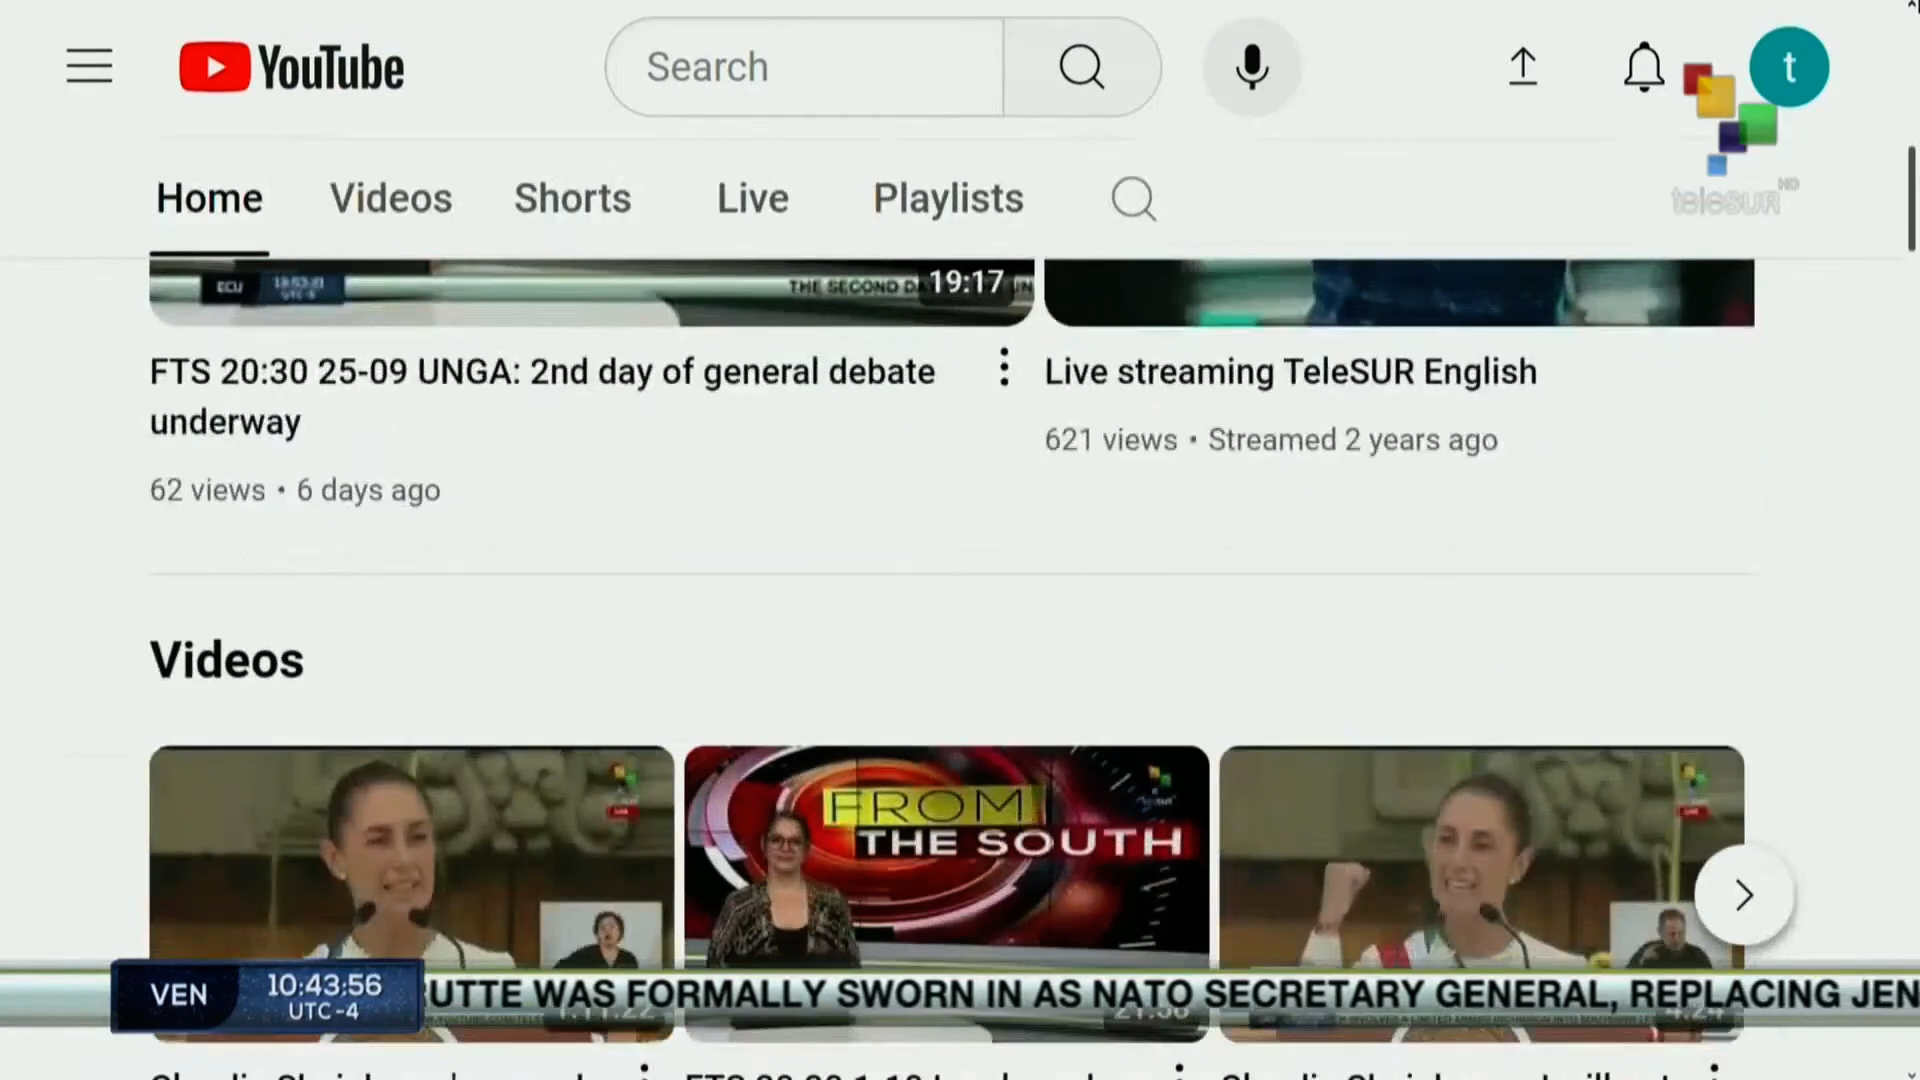 YouTube
Search
t
teleSUR HD
Home
Videos
Shorts
Live
Playlists
ECU
THE SECOND
19:17
FTS 20:30 25-09 UNGA: 2nd day of general debate
underway
62 views • 6 days ago
Live streaming TeleSUR English
621 views • Streamed 2 years ago
Videos
FROM
THE SOUTH
VEN
10:43:56
UTC-4
UTTE WAS FORMALLY SWORN IN AS NATO SECRETARY GENERAL, REPLACING JEN